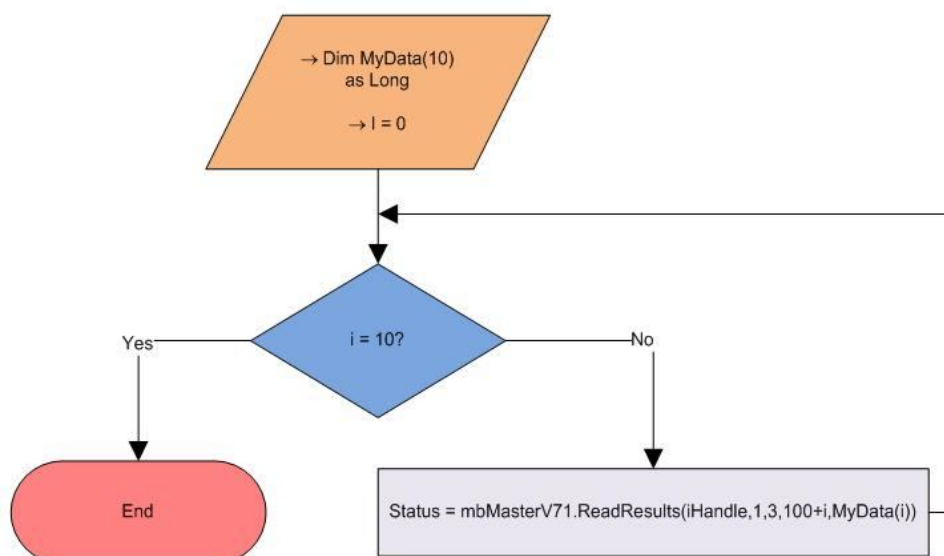 → Dim MyData(10)
as Long
→ I = 0
i = 10?
Yes
No
End
Status = mbMasterV71.ReadResults(iHandle,1,3,100+i,MyData(i))